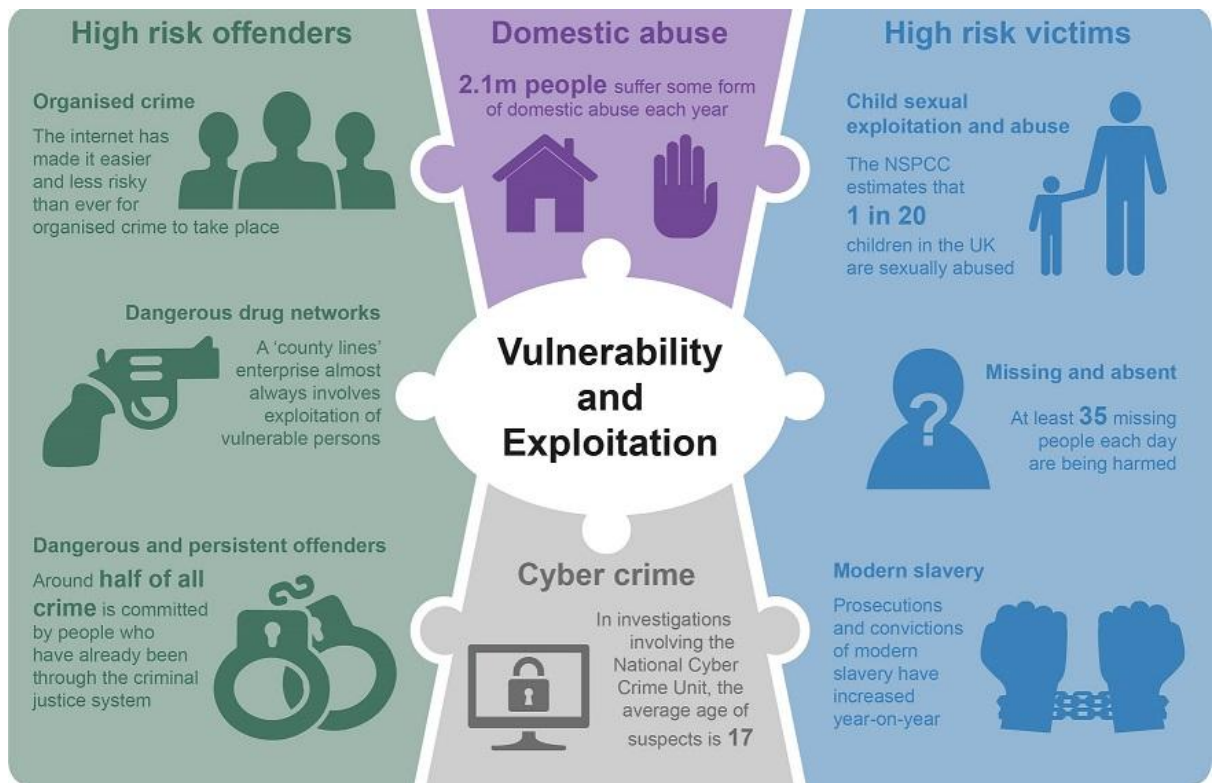 High risk offenders
Organised crime
The internet has
made it easier
and less risky
than ever for
organised crime to take place
Dangerous drug networks
A ‘county lines’
enterprise almost
always involves
exploitation of
vulnerable persons
Dangerous and persistent offenders
Around half of all
crime is committed
by people who
have already been
through the criminal
justice system
Domestic abuse
2.1m people suffer some form
of domestic abuse each year
Vulnerability
and
Exploitation
Cyber crime
In investigations
involving the
National Cyber
Crime Unit, the
average age of
suspects is 17
High risk victims
Child sexual
exploitation and abuse
The NSPCC
estimates that
1 in 20
children in the UK
are sexually abused
?
Missing and absent
At least 35 missing
people each day
are being harmed
Modern slavery
Prosecutions
and convictions
of modern
slavery have
increased
year-on-year